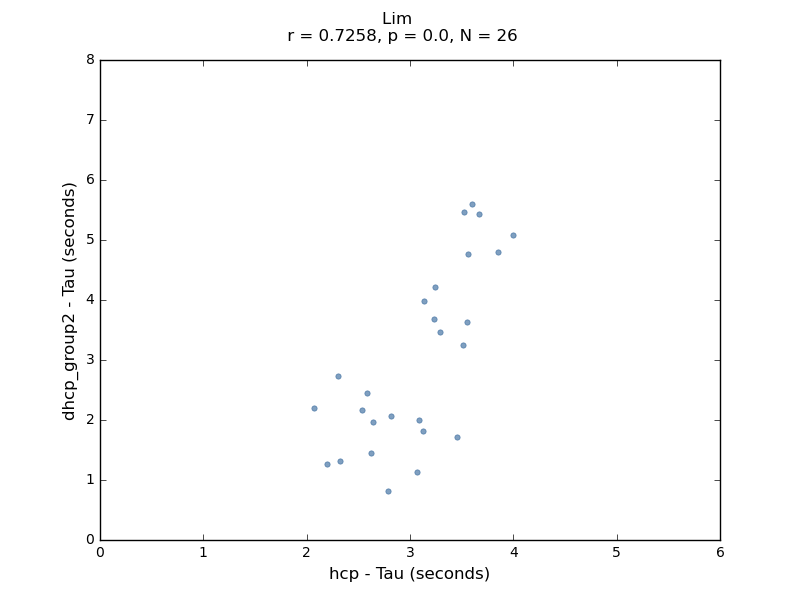 Lim
r = 0.7258, p = 0.0, N = 26
8
7
6
5
4
3
2
1
0
dhcp_group2 - Tau (seconds)
0 1 2 3 4 5 6
hcp - Tau (seconds)